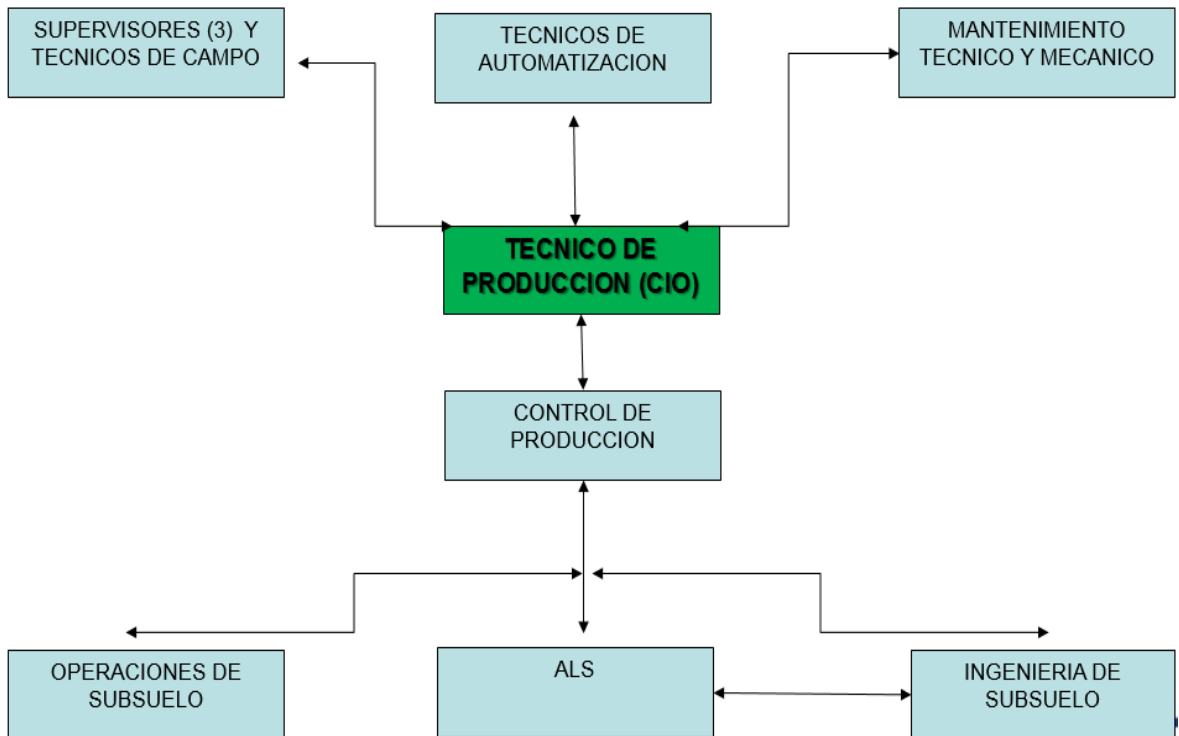 SUPERVISORES (3) Y
TECNICOS DE CAMPO
TECNICOS DE
AUTOMATIZACION
MANTENIMIENTO
TECNICO Y MECANICO
TECNICO DE
PRODUCCION (CIO)
CONTROL DE
PRODUCCION
OPERACIONES DE
SUBSUELO
ALS
INGENIERIA DE
SUBSUELO